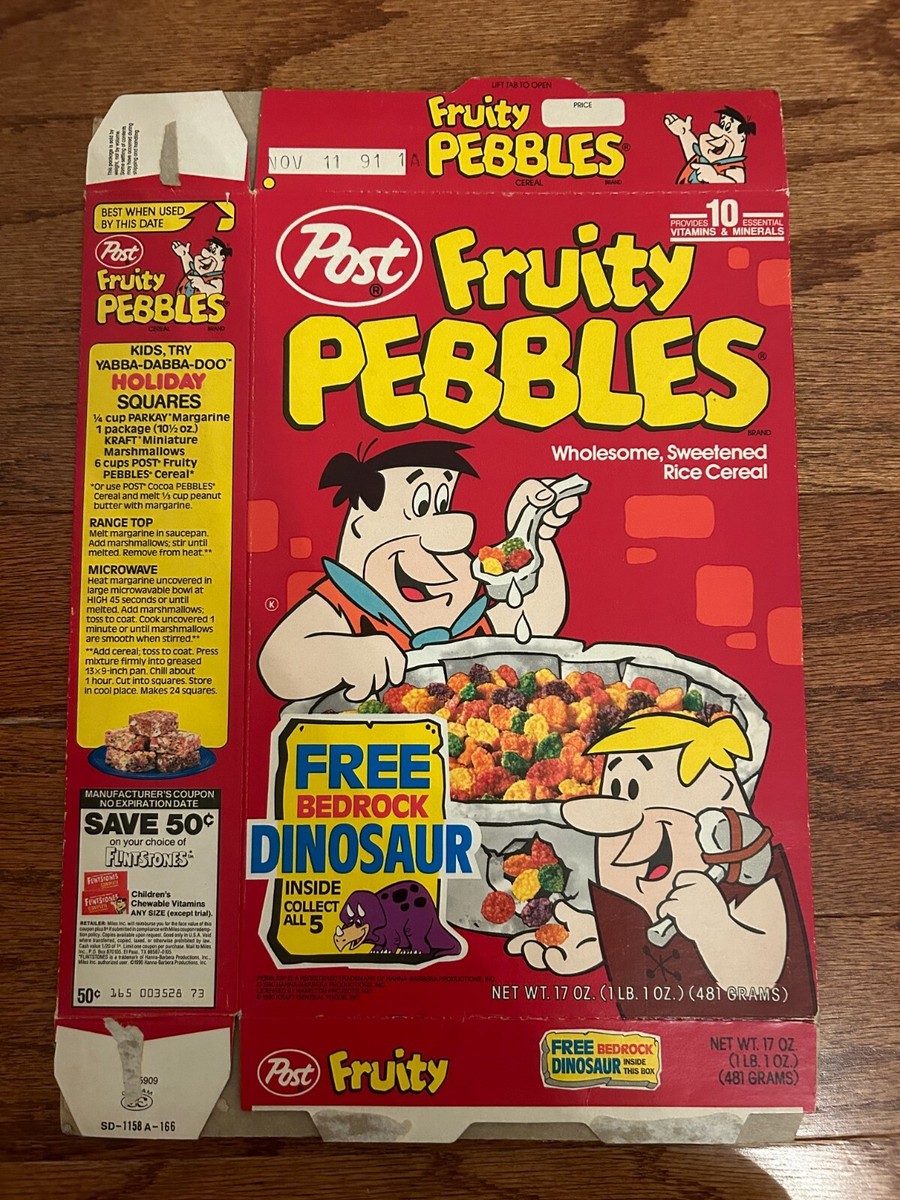 LIFT TAB TO OPEN
Fruity
PEBBLES®
CEREAL BRAND
PRICE
NOV 11 91 1A
BEST WHEN USED
BY THIS DATE
Post
Fruity
PEBBLES®
CEREAL BRAND
KIDS, TRY
YABBA-DABBA-DOO™
HOLIDAY
SQUARES
¼ cup PARKAY® Margarine
1 package (10½ oz.)
KRAFT® Miniature
Marshmallows
6 cups POST® Fruity
PEBBLES® Cereal*
*Or use POST® Cocoa PEBBLES®
Cereal and melt ⅓ cup peanut
butter with margarine.
RANGE TOP
Melt margarine in saucepan.
Add marshmallows; stir until
melted. Remove from heat.**
MICROWAVE
Heat margarine uncovered in
large microwavable bowl at
HIGH 45 seconds or until
melted. Add marshmallows;
toss to coat. Cook uncovered 1
minute or until marshmallows
are smooth when stirred.**
**Add cereal; toss to coat. Press
mixture firmly into greased
13×9-inch pan. Chill about
1 hour. Cut into squares. Store
in cool place. Makes 24 squares.
MANUFACTURER'S COUPON
NO EXPIRATION DATE
SAVE 50¢
on your choice of
FLINTSTONES®*
Children's
Chewable Vitamins
ANY SIZE (except trial).
50¢ 165 003528 73
SD-1158 A-166
Post®
Fruity
PEBBLES®
BRAND
PROVIDES 10 ESSENTIAL
VITAMINS & MINERALS
Wholesome, Sweetened
Rice Cereal
K
FREE
BEDROCK
DINOSAUR
INSIDE
COLLECT
ALL 5
NET WT. 17 OZ. (1 LB. 1 OZ.) (481 GRAMS)
Post Fruity
FREE BEDROCK
DINOSAUR INSIDE
THIS BOX
NET WT. 17 OZ.
(1 LB. 1 OZ.)
(481 GRAMS)